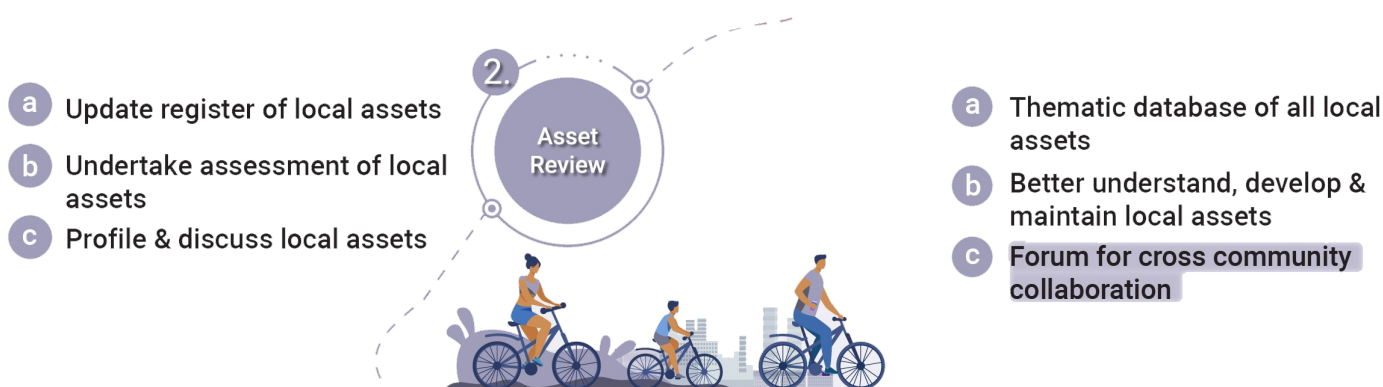 a
Update register of local assets
b
Undertake assessment of local
assets
c
Profile & discuss local assets
2.
Asset
Review
a
Thematic database of all local
assets
b
Better understand, develop &
maintain local assets
c
Forum for cross community
collaboration